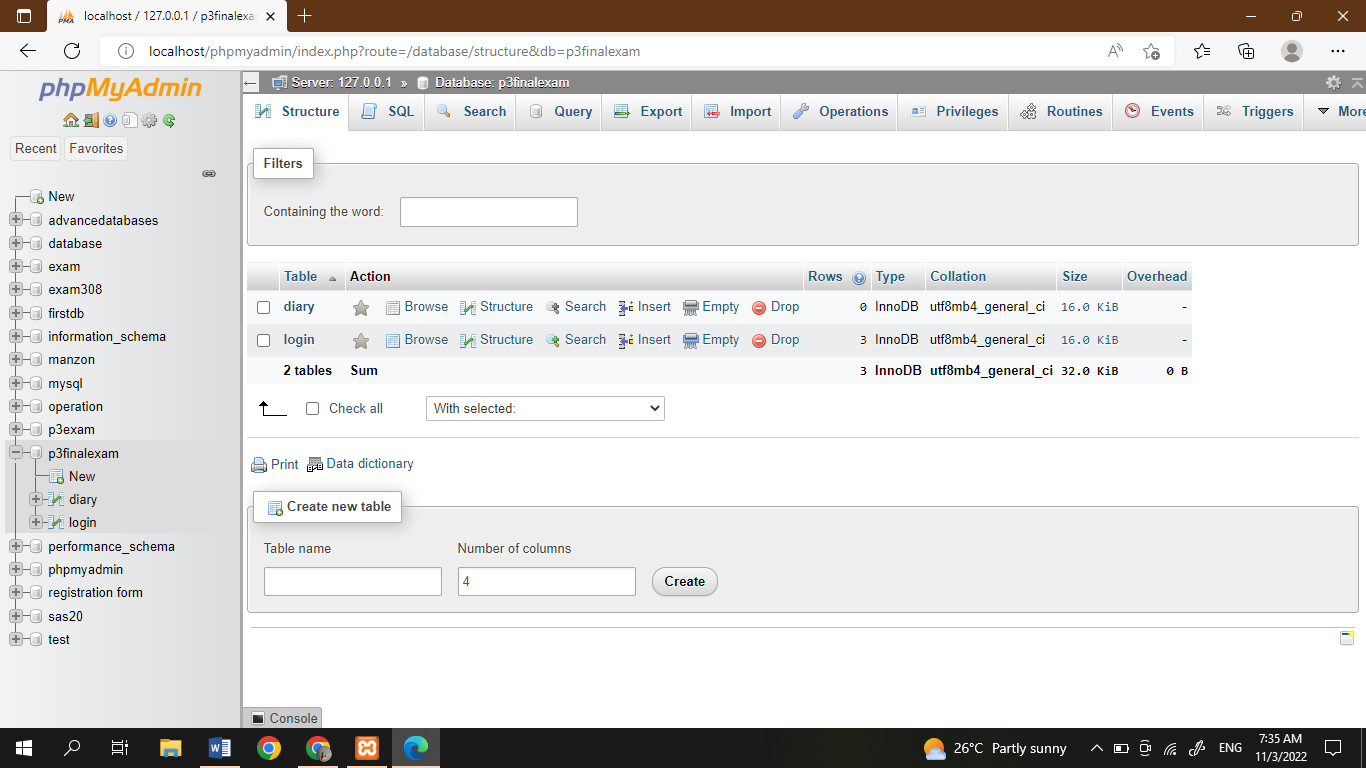 localhost / 127.0.0.1 / p3finalexa
localhost/phpmyadmin/index.php?route=/database/structure&db=p3finalexam
phpMyAdmin
Recent Favorites
New
advancedatabases
database
exam
exam308
firstdb
information_schema
manzon
mysql
operation
p3exam
p3finalexam
New
diary
login
performance_schema
phpmyadmin
registration form
sas20
test
Server: 127.0.0.1 » Database: p3finalexam
Structure SQL Search Query Export Import Operations Privileges Routines Events Triggers More
Filters
Containing the word:
Table Action Rows Type Collation Size Overhead
diary Browse Structure Search Insert Empty Drop 0 InnoDB utf8mb4_general_ci 16.0 KiB -
login Browse Structure Search Insert Empty Drop 3 InnoDB utf8mb4_general_ci 16.0 KiB -
2 tables Sum 3 InnoDB utf8mb4_general_ci 32.0 KiB 0 B
Check all With selected:
Print Data dictionary
Create new table
Table name Number of columns
4 Create
Console
26°C Partly sunny ENG 7:35 AM
11/3/2022